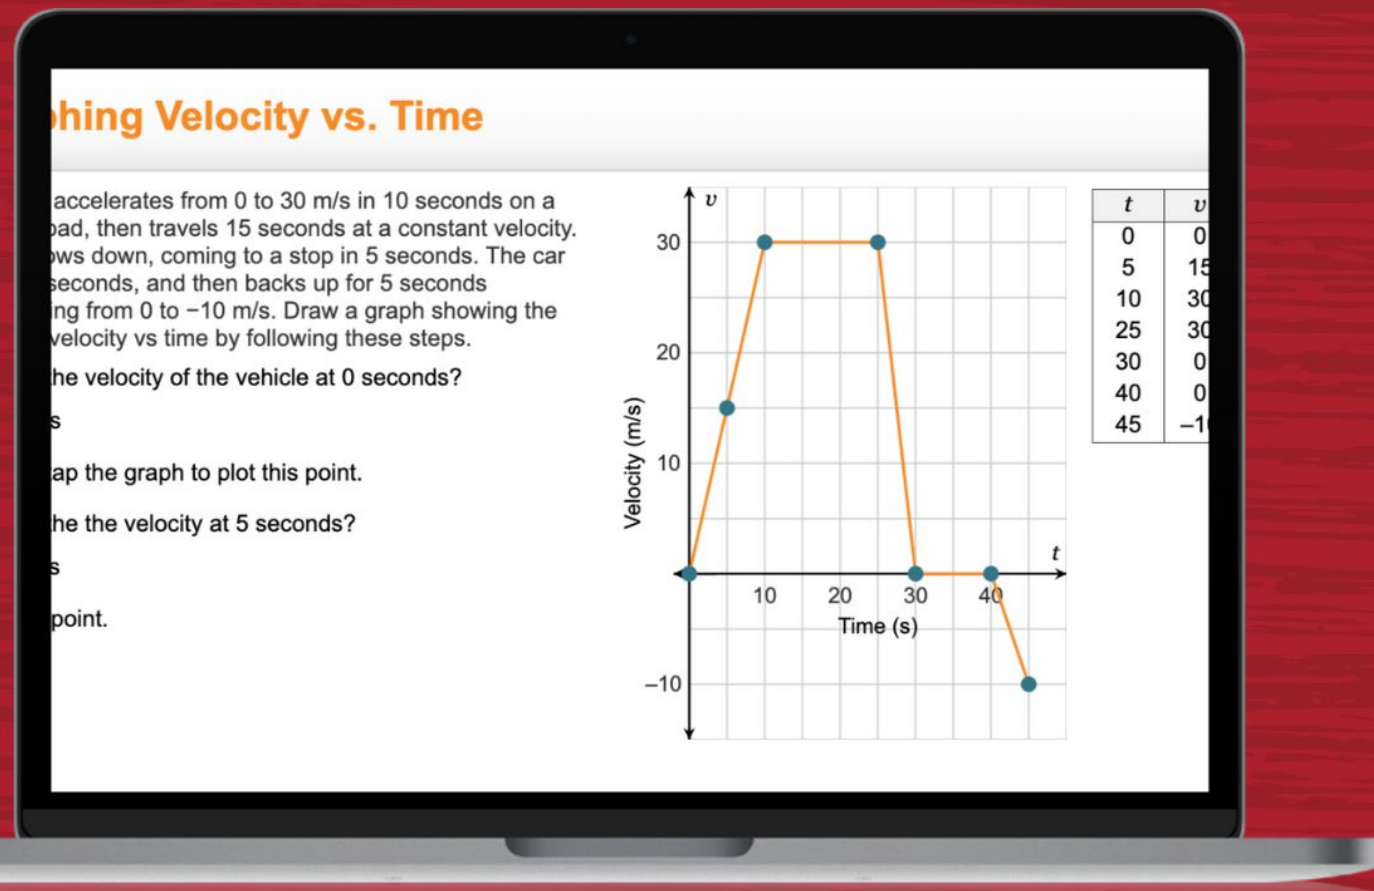 hing Velocity vs. Time
accelerates from 0 to 30 m/s in 10 seconds on a
ad, then travels 15 seconds at a constant velocity.
ws down, coming to a stop in 5 seconds. The car
seconds, and then backs up for 5 seconds
ing from 0 to −10 m/s. Draw a graph showing the
velocity vs time by following these steps.
he velocity of the vehicle at 0 seconds?
s
ap the graph to plot this point.
he the velocity at 5 seconds?
s
point.
v
30
20
10
−10
Velocity (m/s)
t
10 20 30 40
Time (s)
t v
0 0
5 15
10 30
25 30
30 0
40 0
45 –1